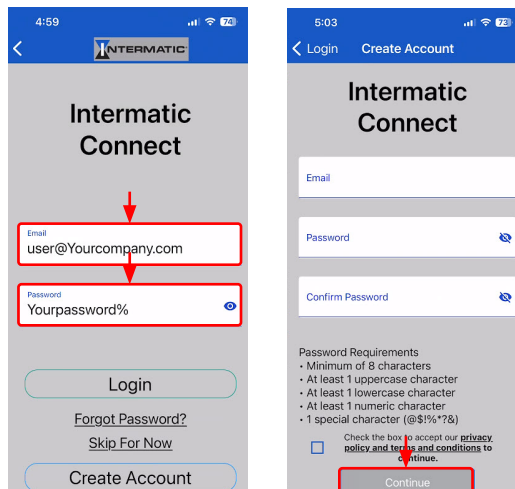 4:59
74
INTERMATIC
Intermatic
Connect
Email
user@Yourcompany.com
Password
Yourpassword%
Login
Forgot Password?
Skip For Now
Create Account
5:03
73
Login
Create Account
Intermatic
Connect
Email
Password
Confirm Password
Password Requirements
• Minimum of 8 characters
• At least 1 uppercase character
• At least 1 lowercase character
• At least 1 numeric character
• 1 special character (@$!%*?&)
Check the box to accept our privacy
policy and terms and conditions to
continue.
Continue